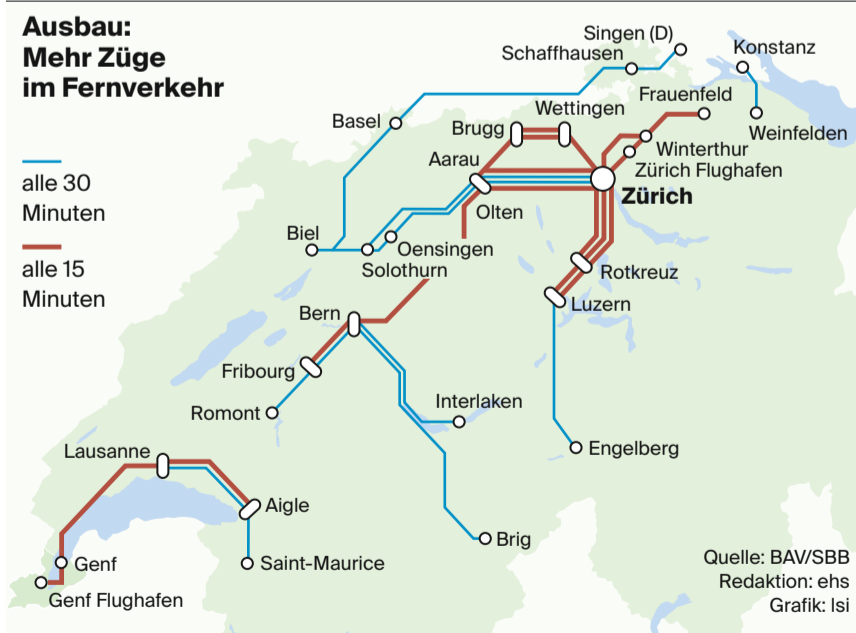 Ausbau:
Mehr Züge
im Fernverkehr
alle 30
Minuten
alle 15
Minuten
Singen (D)
Schaffhausen
Konstanz
Frauenfeld
Basel
Brugg
Wettingen
Weinfelden
Winterthur
Aarau
Zürich Flughafen
Zürich
Olten
Biel
Oensingen
Solothurn
Rotkreuz
Luzern
Bern
Fribourg
Romont
Interlaken
Engelberg
Lausanne
Aigle
Brig
Genf
Saint-Maurice
Genf Flughafen
Quelle: BAV/SBB
Redaktion: ehs
Grafik: lsi